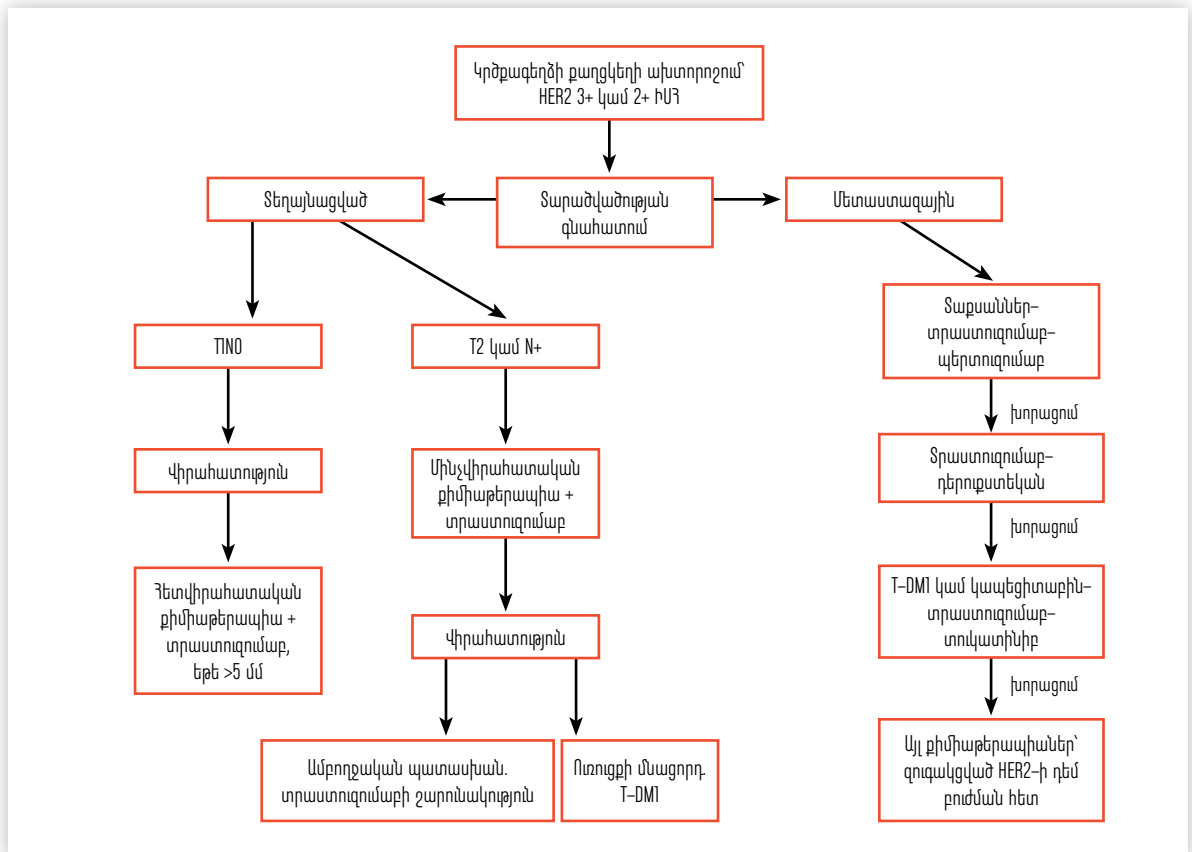 Կրծքագեղձի քաղցկեղի ախտորոշում՝
HER2 3+ կամ 2+ ԻՍՀ
Տեղայնացված
Տարածվածության
գնահատում
Մետաստազային
T1N0
T2 կամ N+
Տաքսաններ–
տրաստուզումաբ–
պերտուզումաբ
խորացում
Վիրահատություն
Մինչվիրահատական
քիմիաթերապիա +
տրաստուզումաբ
Տրաստուզումաբ–
դերուքստեկան
խորացում
Հետվիրահատական
քիմիաթերապիա +
տրաստուզումաբ,
եթե >5 մմ
Վիրահատություն
T–DM1 կամ կապեցիտաբին–
տրաստուզումաբ–
տուկատինիբ
խորացում
Ամբողջական պատասխան.
տրաստուզումաբի շարունակություն
Ուռուցքի մնացորդ.
T–DM1
Այլ քիմիաթերապիաներ՝
զուգակցված HER2–ի դեմ
բուժման հետ